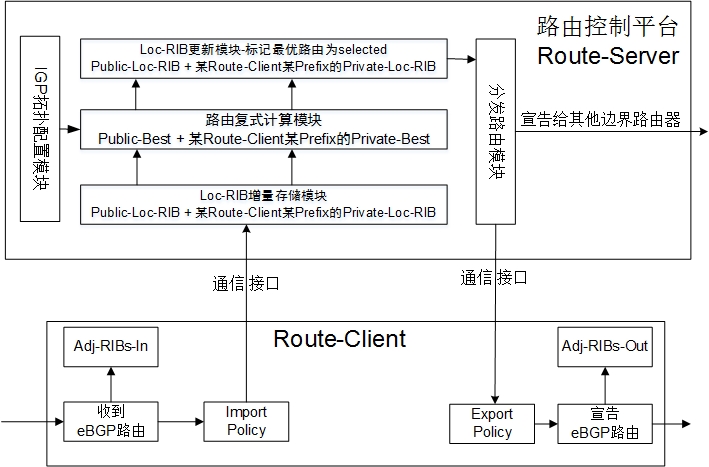 路由控制平台
Route-Server
IGP拓扑配置模块
Loc-RIB更新模块-标记最优路由为selected
Public-Loc-RIB + 某Route-Client某Prefix的Private-Loc-RIB
路由复式计算模块
Public-Best + 某Route-Client某Prefix的Private-Best
Loc-RIB增量存储模块
Public-Loc-RIB + 某Route-Client某Prefix的Private-Loc-RIB
分发路由模块
宣告给其他边界路由器
通信 接口
通信 接口
Route-Client
Adj-RIBs-In
Adj-RIBs-Out
收到
eBGP路由
Import
Policy
Export
Policy
宣告
eBGP路由